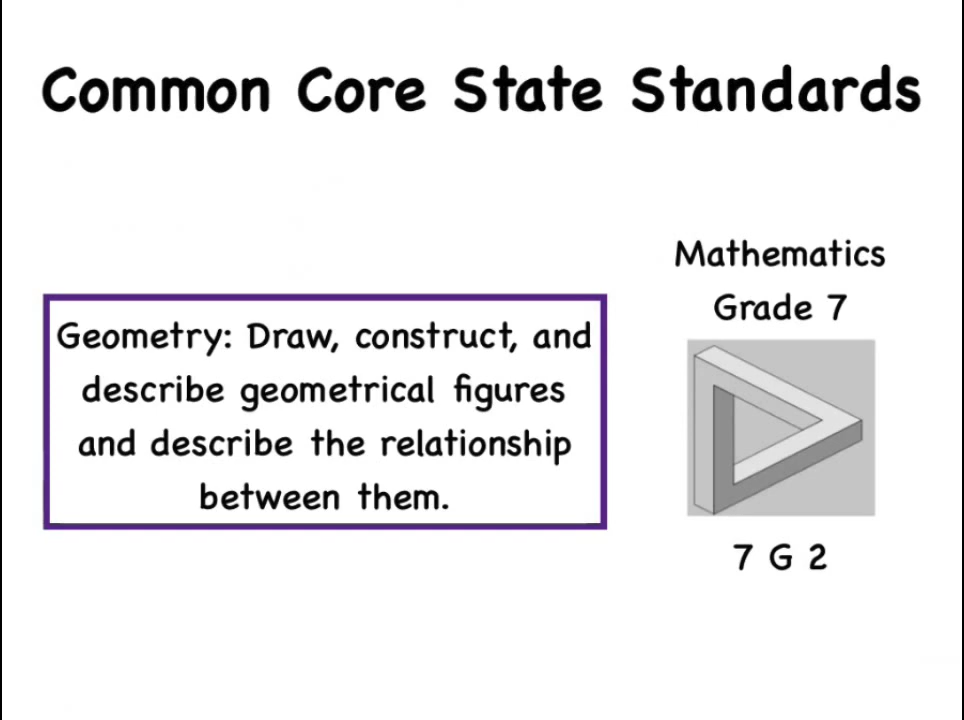 Common Core State Standards
Mathematics
Grade 7
Geometry: Draw, construct, and
describe geometrical figures
and describe the relationship
between them.
7 G 2